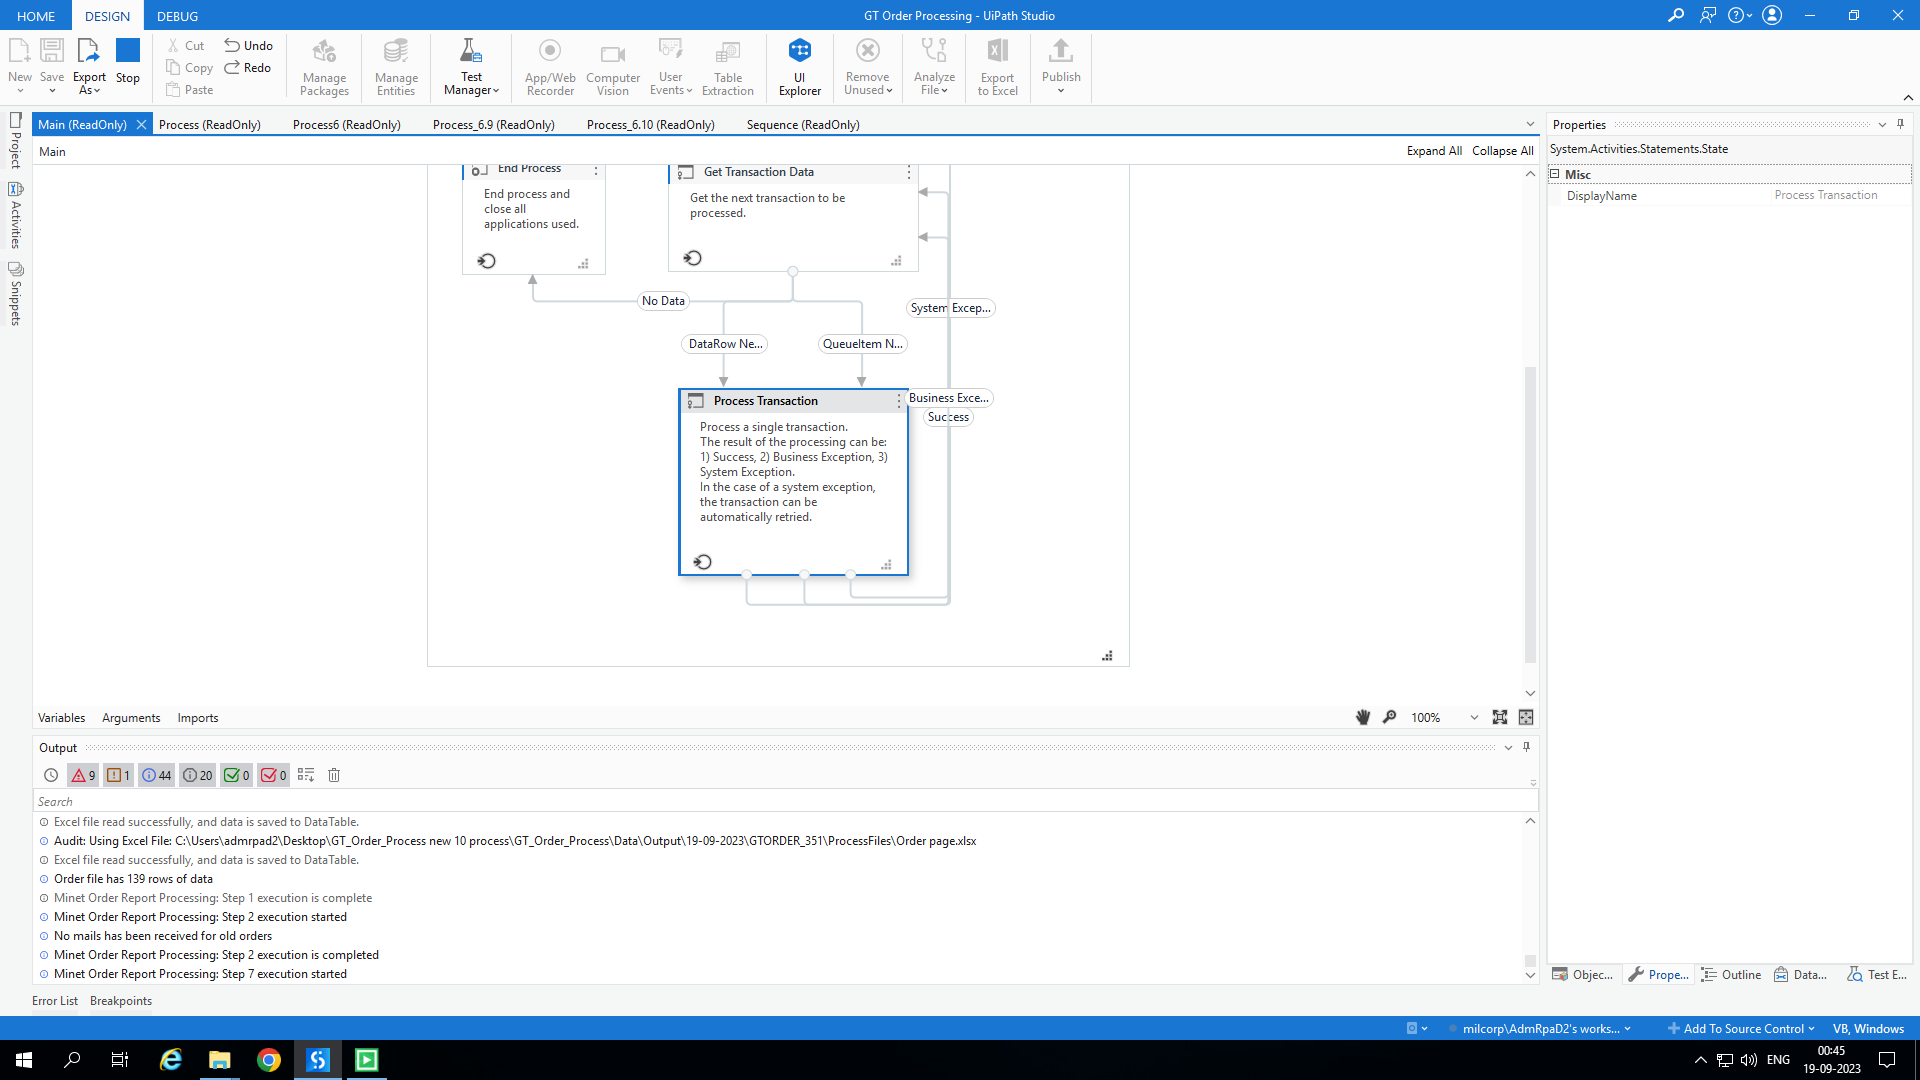 HOME
DESIGN
DEBUG
GT Order Processing - UiPath Studio
New
Save
Export As
Stop
Cut
Copy
Paste
Undo
Redo
Manage Packages
Manage Entities
Test Manager
App/Web Recorder
Computer Vision
User Events
Table Extraction
UI Explorer
Remove Unused
Analyze File
Export to Excel
Publish
Project
Activities
Snippets
Main (ReadOnly)
Process (ReadOnly)
Process6 (ReadOnly)
Process_6.9 (ReadOnly)
Process_6.10 (ReadOnly)
Sequence (ReadOnly)
Main
Expand All
Collapse All
End Process
End process and
close all
applications used.
Get Transaction Data
Get the next transaction to be
processed.
No Data
System Excep...
DataRow Ne...
QueueItem N...
Business Exce...
Success
Process Transaction
Process a single transaction.
The result of the processing can be:
1) Success, 2) Business Exception, 3)
System Exception.
In the case of a system exception,
the transaction can be
automatically retried.
Variables
Arguments
Imports
100%
Properties
System.Activities.Statements.State
Misc
DisplayName
Process Transaction
Output
9
1
44
20
0
0
Search
Excel file read successfully, and data is saved to DataTable.
Audit: Using Excel File: C:\Users\admrpad2\Desktop\GT_Order_Process new 10 process\GT_Order_Process\Data\Output\19-09-2023\GTORDER_351\ProcessFiles\Order page.xlsx
Excel file read successfully, and data is saved to DataTable.
Order file has 139 rows of data
Minet Order Report Processing: Step 1 execution is complete
Minet Order Report Processing: Step 2 execution started
No mails has been received for old orders
Minet Order Report Processing: Step 2 execution is completed
Minet Order Report Processing: Step 7 execution started
Error List
Breakpoints
Objec...
Prope...
Outline
Data...
Test E...
milcorp\AdmRpaD2's works...
Add To Source Control
VB, Windows
ENG
00:45
19-09-2023